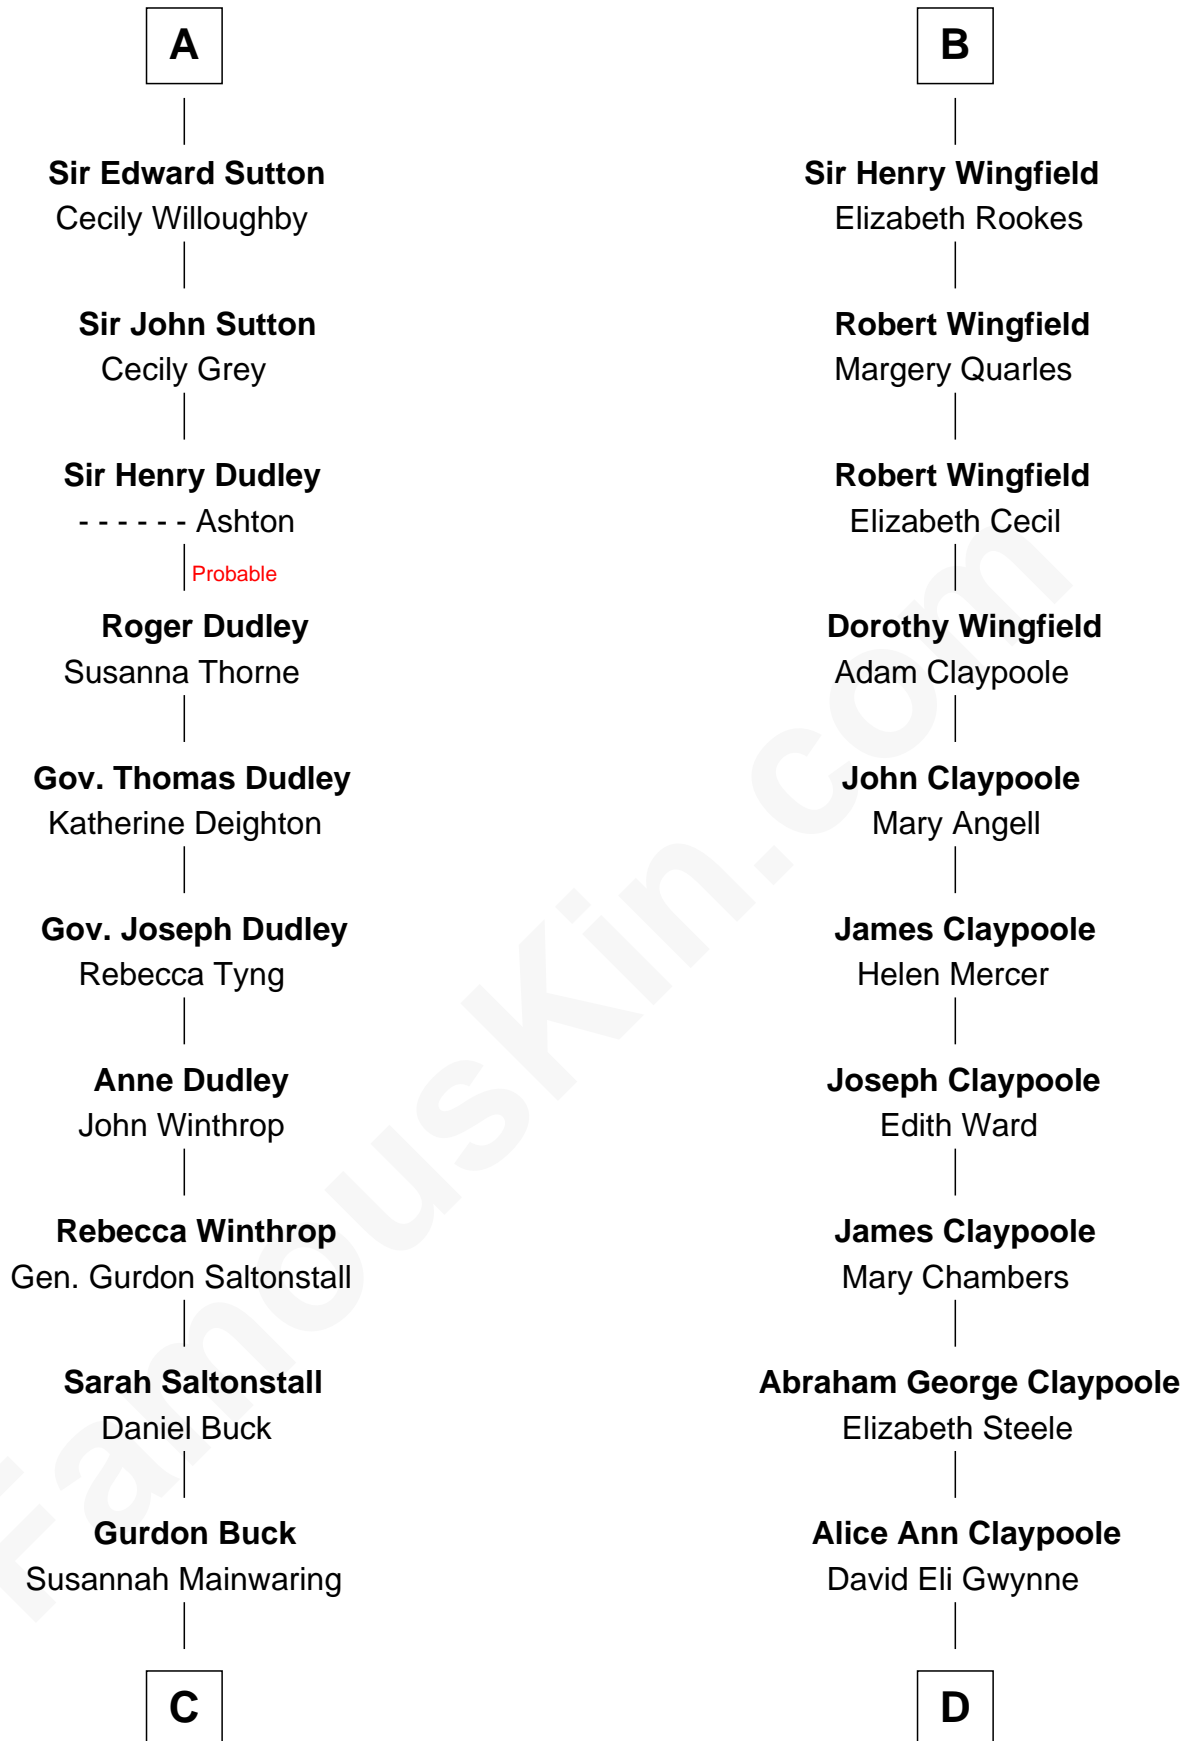 A
Sir Edward Sutton
Cecily Willoughby
Sir John Sutton
Cecily Grey
Sir Henry Dudley
- - - - - - Ashton
Probable
Roger Dudley
Susanna Thorne
Gov. Thomas Dudley
Katherine Deighton
Gov. Joseph Dudley
Rebecca Tyng
Anne Dudley
John Winthrop
Rebecca Winthrop
Gen. Gurdon Saltonstall
Sarah Saltonstall
Daniel Buck
Gurdon Buck
Susannah Mainwaring
C
B
Sir Henry Wingfield
Elizabeth Rookes
Robert Wingfield
Margery Quarles
Robert Wingfield
Elizabeth Cecil
Dorothy Wingfield
Adam Claypoole
John Claypoole
Mary Angell
James Claypoole
Helen Mercer
Joseph Claypoole
Edith Ward
James Claypoole
Mary Chambers
Abraham George Claypoole
Elizabeth Steele
Alice Ann Claypoole
David Eli Gwynne
D
FamousKin.com